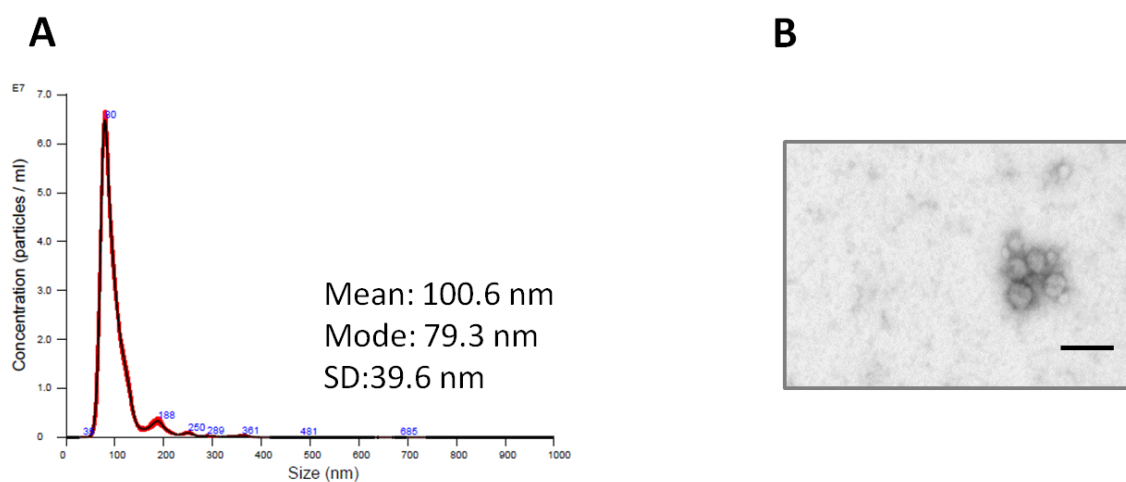 A
B
E7
7.0
6.0
5.0
4.0
3.0
2.0
1.0
0
Concentration (particles / ml)
80
188
250
289
361
481
685
Mean: 100.6 nm
Mode: 79.3 nm
SD:39.6 nm
0 100 200 300 400 500 600 700 800 900 1000
Size (nm)